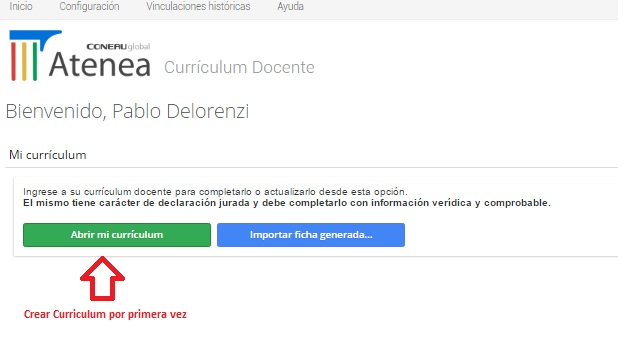 Inicio Configuración Vinculaciones históricas Ayuda
CONEAU global
Atenea Currículum Docente
Bienvenido, Pablo Delorenzi
Mi currículum
Ingrese a su currículum docente para completarlo o actualizarlo desde esta opción.
El mismo tiene carácter de declaración jurada y debe completarlo con información verídica y comprobable.
Abrir mi currículum Importar ficha generada...
Crear Curriculum por primera vez